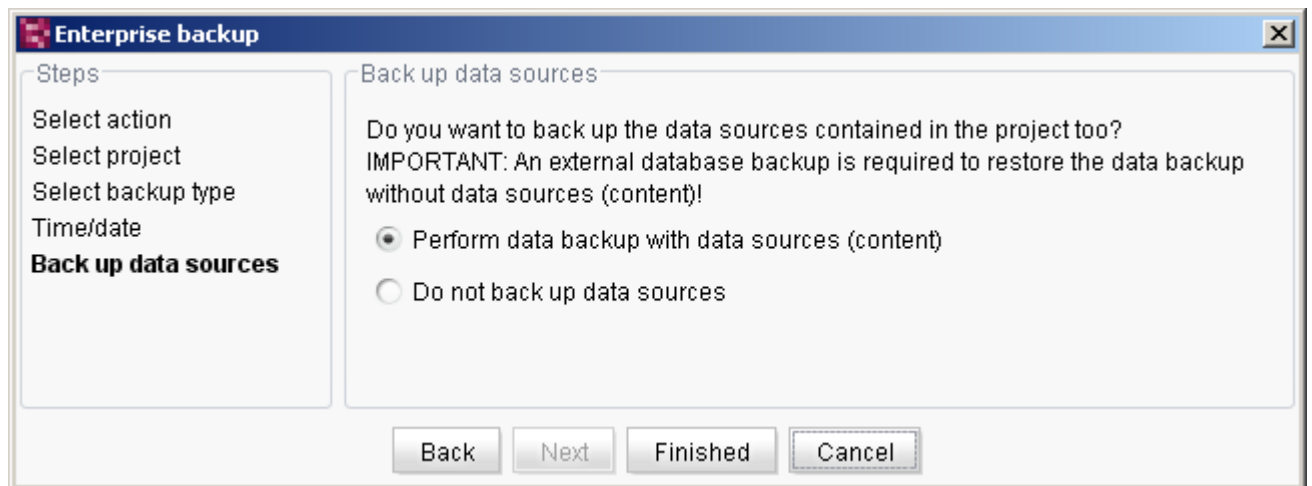 Enterprise backup
Steps
Select action
Select project
Select backup type
Time/date
Back up data sources
Back up data sources
Do you want to back up the data sources contained in the project too?
IMPORTANT: An external database backup is required to restore the data backup
without data sources (content)!
Perform data backup with data sources (content)
Do not back up data sources
Back
Next
Finished
Cancel